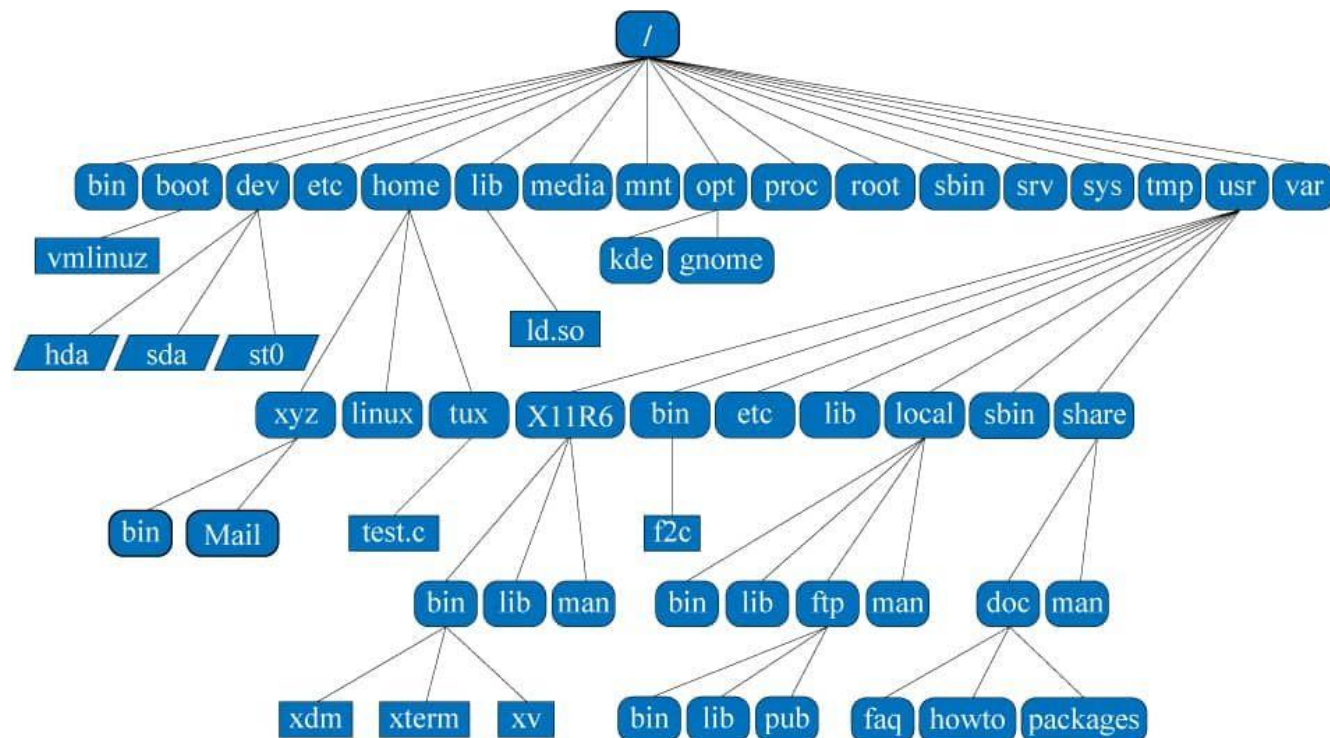 /
bin boot dev etc home lib media mnt opt proc root sbin srv sys tmp usr var
vmlinuz kde gnome
hda sda st0 ld.so
xyz linux tux X11R6 bin etc lib local sbin share
bin Mail test.c f2c
bin lib man bin lib ftp man doc man
xdm xterm xv bin lib pub faq howto packages